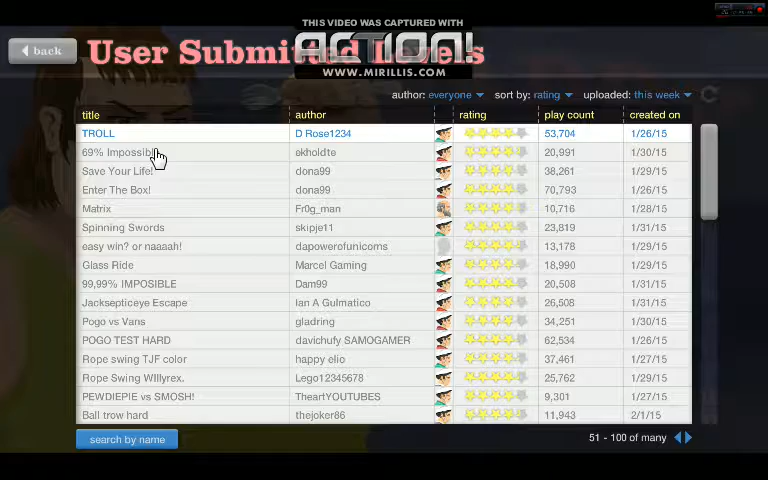 THIS VIDEO WAS CAPTURED WITH
ACTION!
WWW.MIRILLIS.COM
back
User Submitted Levels
author: everyone sort by: rating uploaded: this week
title author rating play count created on
TROLL D Rose1234 53,704 1/26/15
69% Impossible ekholdte 20,991 1/30/15
Save Your Life! dona99 38,261 1/29/15
Enter The Box! dona99 70,793 1/26/15
Matrix Fr0g_man 10,716 1/28/15
Spinning Swords skipje11 23,819 1/31/15
easy win? or naaaah! dapowerofunicorns 13,178 1/29/15
Glass Ride Marcel Gaming 18,990 1/29/15
99,99% IMPOSIBLE Dam99 20,508 1/31/15
Jacksepticeye Escape Ian A Gulmatico 26,508 1/31/15
Pogo vs Vans gladring 34,251 1/30/15
POGO TEST HARD davichufy SAMOGAMER 62,534 1/26/15
Rope swing TJF color happy elio 37,461 1/27/15
Rope Swing WIllyrex. Lego12345678 25,762 1/29/15
PEWDIEPIE vs SMOSH! TheartYOUTUBES 9,301 1/27/15
Ball trow hard thejoker86 11,943 2/1/15
search by name 51 - 100 of many